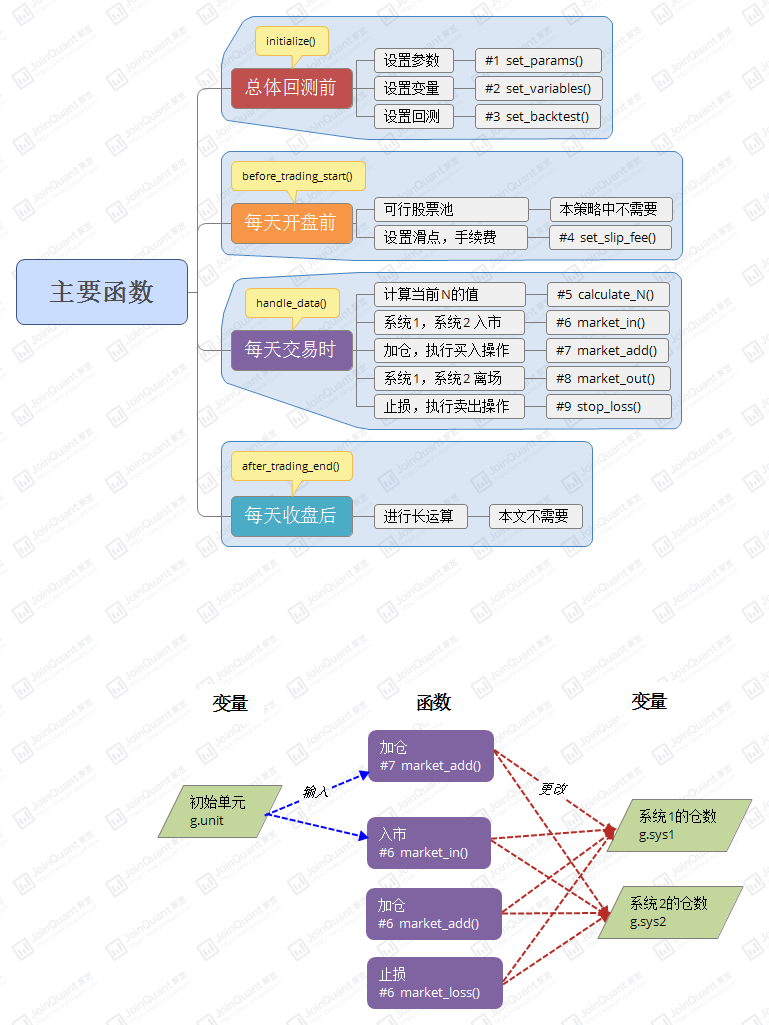 initialize()
总体回测前
设置参数
#1 set_params()
设置变量
#2 set_variables()
设置回测
#3 set_backtest()
before_trading_start()
每天开盘前
可行股票池
本策略中不需要
设置滑点，手续费
#4 set_slip_fee()
主要函数
handle_data()
每天交易时
计算当前N的值
#5 calculate_N()
系统1，系统2 入市
#6 market_in()
加仓，执行买入操作
#7 market_add()
系统1，系统2 离场
#8 market_out()
止损，执行卖出操作
#9 stop_loss()
after_trading_end()
每天收盘后
进行长运算
本文不需要
变量
函数
变量
加仓
#7 market_add()
输入
更改
初始单元
g.unit
入市
#6 market_in()
系统1的仓数
g.sys1
加仓
#6 market_add()
系统2的仓数
g.sys2
止损
#6 market_loss()
JoinQuant 聚宽